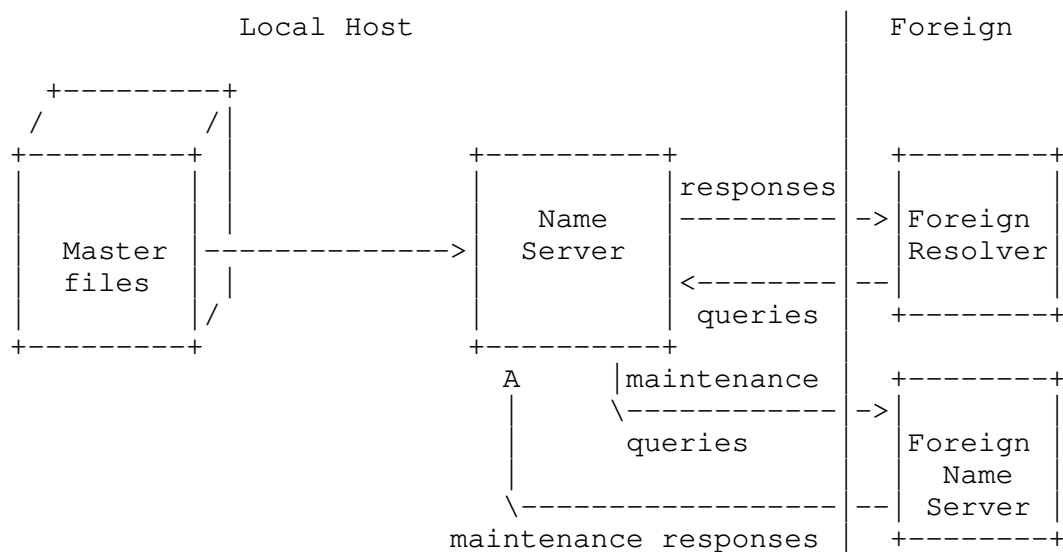 Local Host
Foreign
responses
Name
Foreign
Master
Server
Resolver
files
queries
A
maintenance
queries
Foreign
Name
Server
maintenance responses